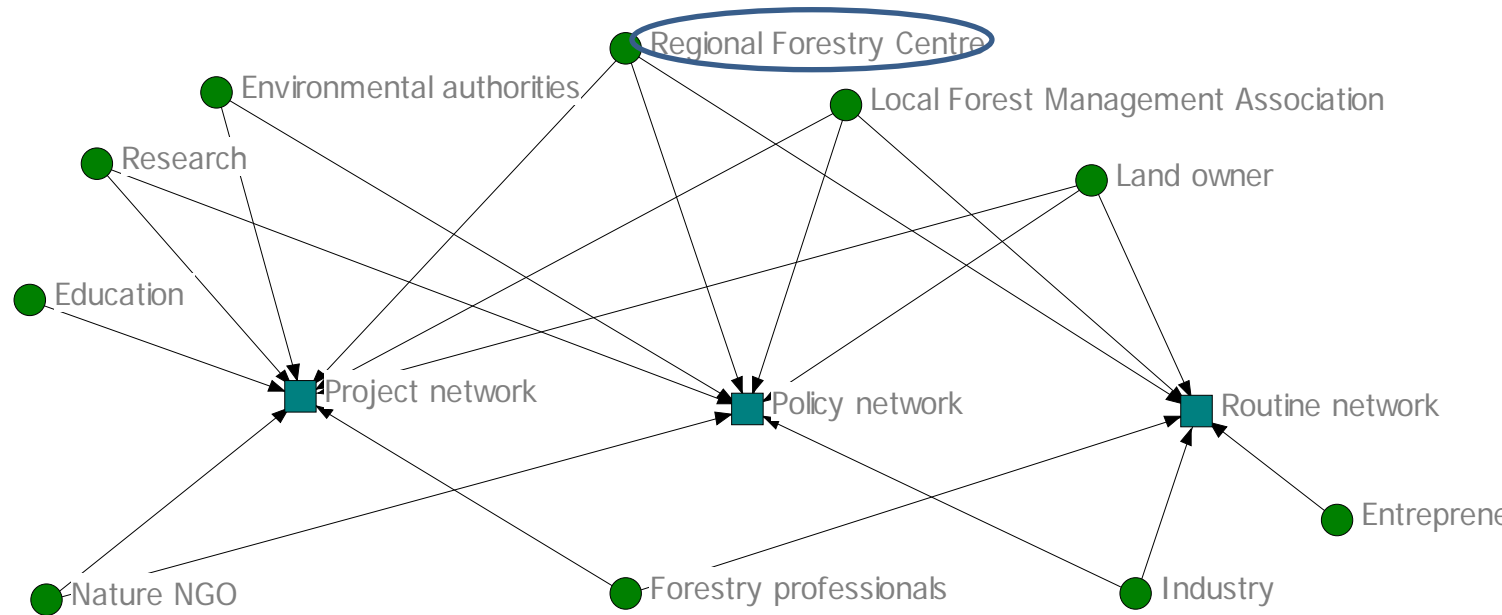 Regional Forestry Centre
Environmental authorities
Local Forest Management Association
Research
Land owner
Education
Project network
Policy network
Routine network
Entreprene
Nature NGO
Forestry professionals
Industry